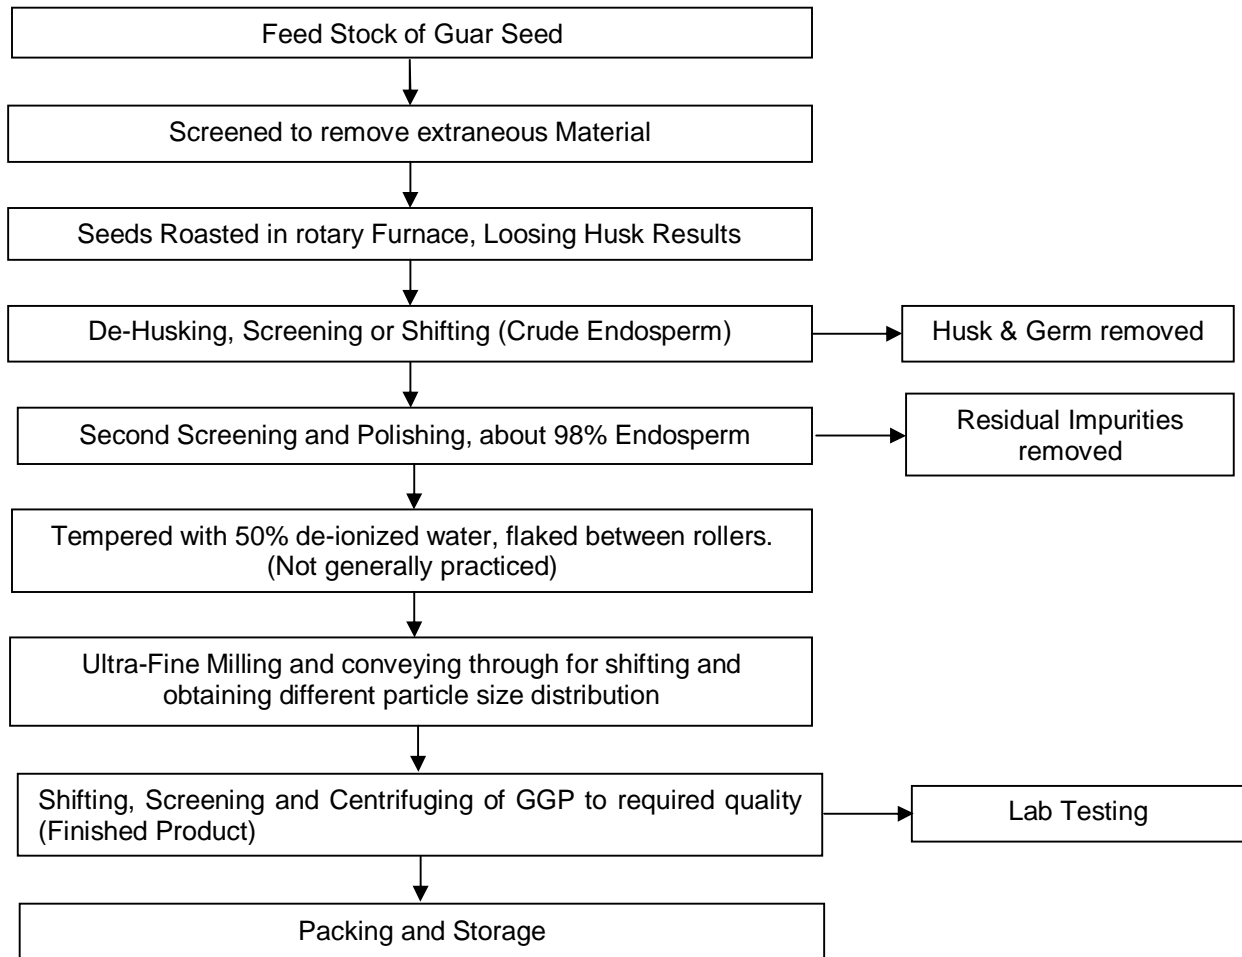 Feed Stock of Guar Seed
Screened to remove extraneous Material
Seeds Roasted in rotary Furnace, Loosing Husk Results
De-Husking, Screening or Shifting (Crude Endosperm)
Husk & Germ removed
Second Screening and Polishing, about 98% Endosperm
Residual Impurities
removed
Tempered with 50% de-ionized water, flaked between rollers.
(Not generally practiced)
Ultra-Fine Milling and conveying through for shifting and
obtaining different particle size distribution
Shifting, Screening and Centrifuging of GGP to required quality
(Finished Product)
Lab Testing
Packing and Storage